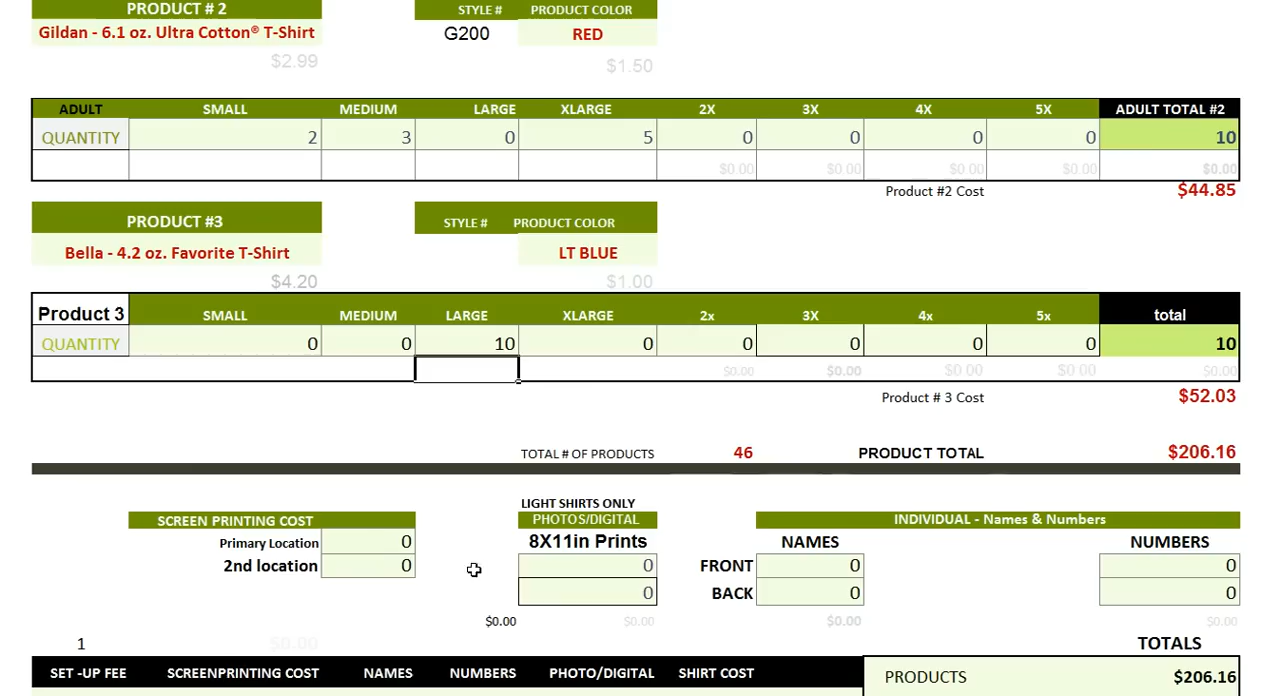 PRODUCT # 2 STYLE # PRODUCT COLOR
Gildan - 6.1 oz. Ultra Cotton® T-Shirt G200 RED
$2.99 $1.50
ADULT SMALL MEDIUM LARGE XLARGE 2X 3X 4X 5X ADULT TOTAL #2
QUANTITY 2 3 0 5 0 0 0 0 10
$0.00 $0.00 $0.00 $0.00 $0.00
Product #2 Cost $44.85
PRODUCT #3 STYLE # PRODUCT COLOR
Bella - 4.2 oz. Favorite T-Shirt LT BLUE
$4.20 $1.00
Product 3 SMALL MEDIUM LARGE XLARGE 2x 3X 4x 5x total
QUANTITY 0 0 10 0 0 0 0 0 10
$0.00 $0.00 $0.00 $0.00 $0.00
Product # 3 Cost $52.03
TOTAL # OF PRODUCTS 46 PRODUCT TOTAL $206.16
LIGHT SHIRTS ONLY
SCREEN PRINTING COST PHOTOS/DIGITAL INDIVIDUAL - Names & Numbers
Primary Location 0 8X11in Prints NAMES NUMBERS
2nd location 0 0 FRONT 0 0
0 BACK 0 0
$0.00 $0.00 $0.00 $0.00
1 $0.00 TOTALS
SET -UP FEE SCREENPRINTING COST NAMES NUMBERS PHOTO/DIGITAL SHIRT COST PRODUCTS $206.16